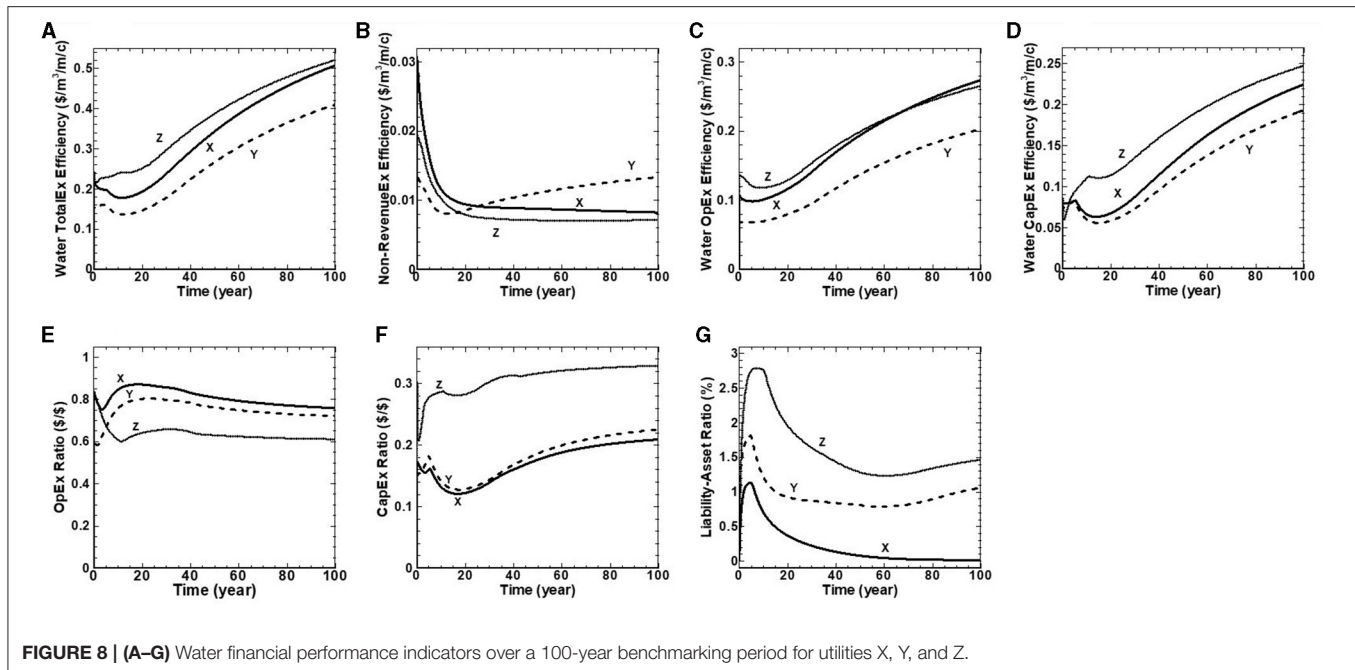 A
Water TotalEx Efficiency ($/m³/m/c)
0.5
0.4
0.3
0.2
0.1
0
Z
X
Y
0 20 40 60 80 100
Time (year)
B
Non-RevenueEx Efficiency ($/m³/m/c)
0.03
0.02
0.01
0
Y
X
Z
0 20 40 60 80 100
Time (year)
C
Water OpEx Efficiency ($/m³/m/c)
0.3
0.2
0.1
0
Z
X
Y
0 20 40 60 80 100
Time (year)
D
Water CapEx Efficiency ($/m³/m/c)
0.25
0.2
0.15
0.1
0.05
0
Z
X
Y
0 20 40 60 80 100
Time (year)
E
OpEx Ratio ($/$)
1
0.8
0.6
0.4
0.2
0
X
Y
Z
0 20 40 60 80 100
Time (year)
F
CapEx Ratio ($/$)
0.3
0.2
0.1
0
Z
Y
X
0 20 40 60 80 100
Time (year)
G
Liability-Asset Ratio (%)
3
2.5
2
1.5
1
0.5
0
Z
Y
X
0 20 40 60 80 100
Time (year)
FIGURE 8 | (A–G) Water financial performance indicators over a 100-year benchmarking period for utilities X, Y, and Z.